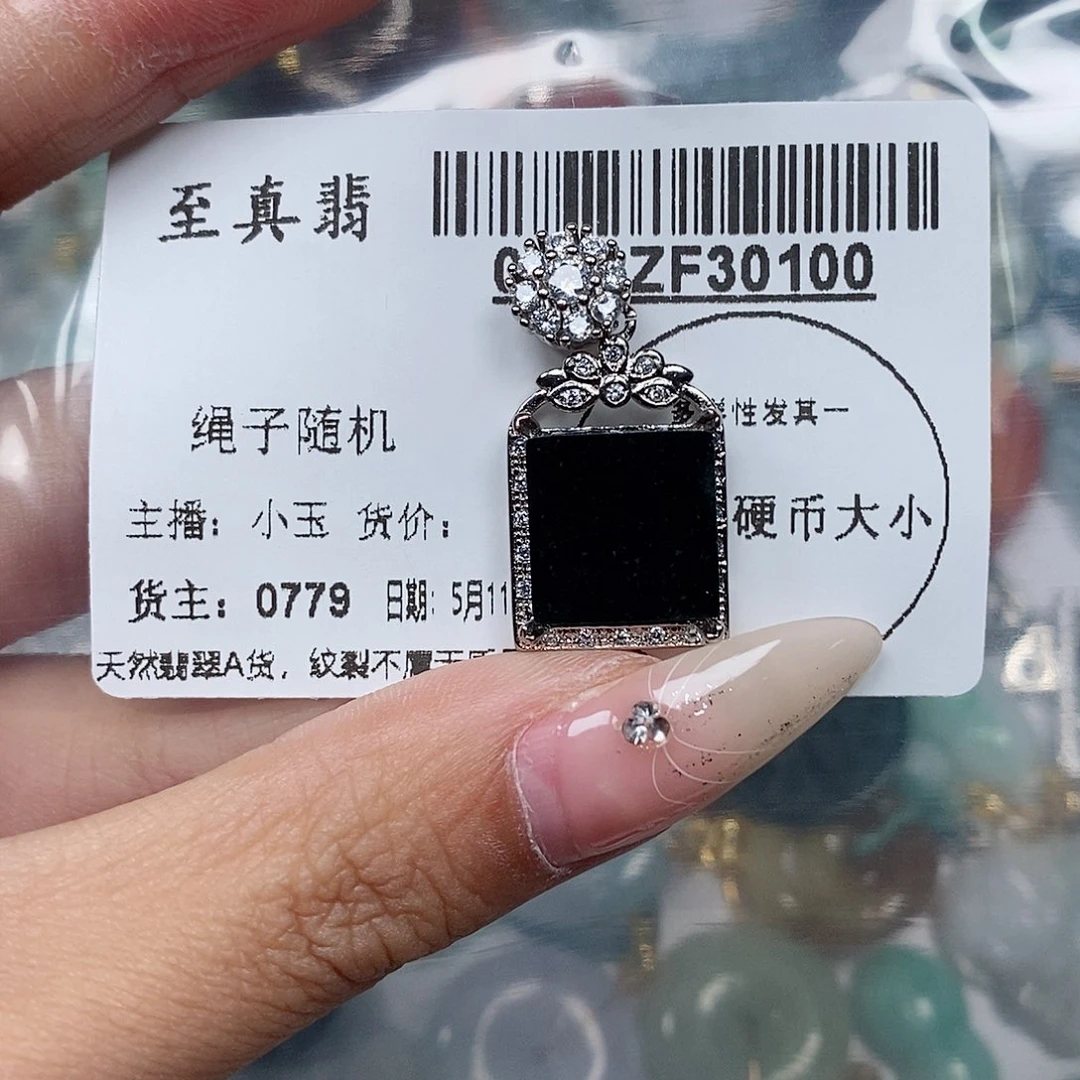 至真翡
ZF30100
绳子随机
样性发其一
主播： 小玉 货价：
硬币大小
货主：0779 日期：5月11
天然翡翠A货，纹裂不